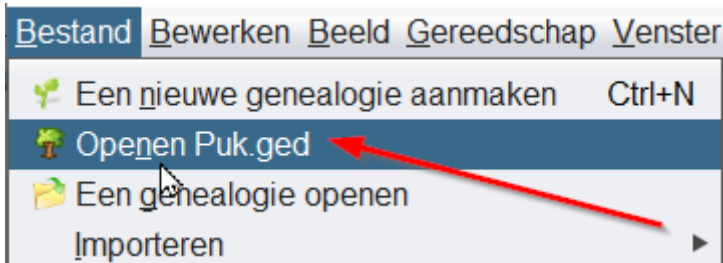 Bestand Bewerken Beeld Gereedschap Venster
Een nieuwe genealogie aanmaken Ctrl+N
Openen Puk.ged
Een genealogie openen
Importeren